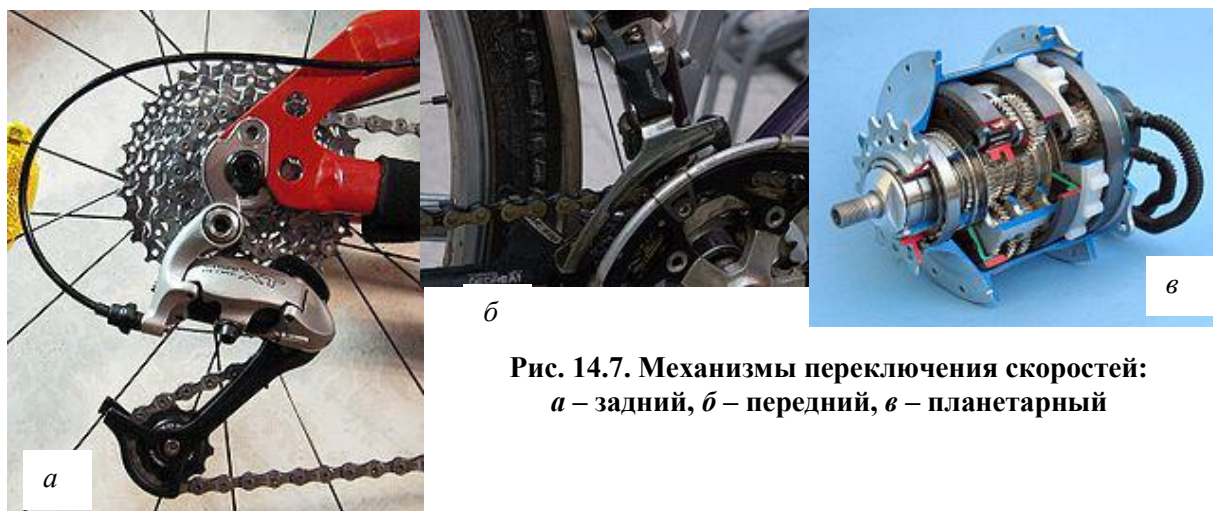 а
б
в
Рис. 14.7. Механизмы переключения скоростей:
а – задний, б – передний, в – планетарный